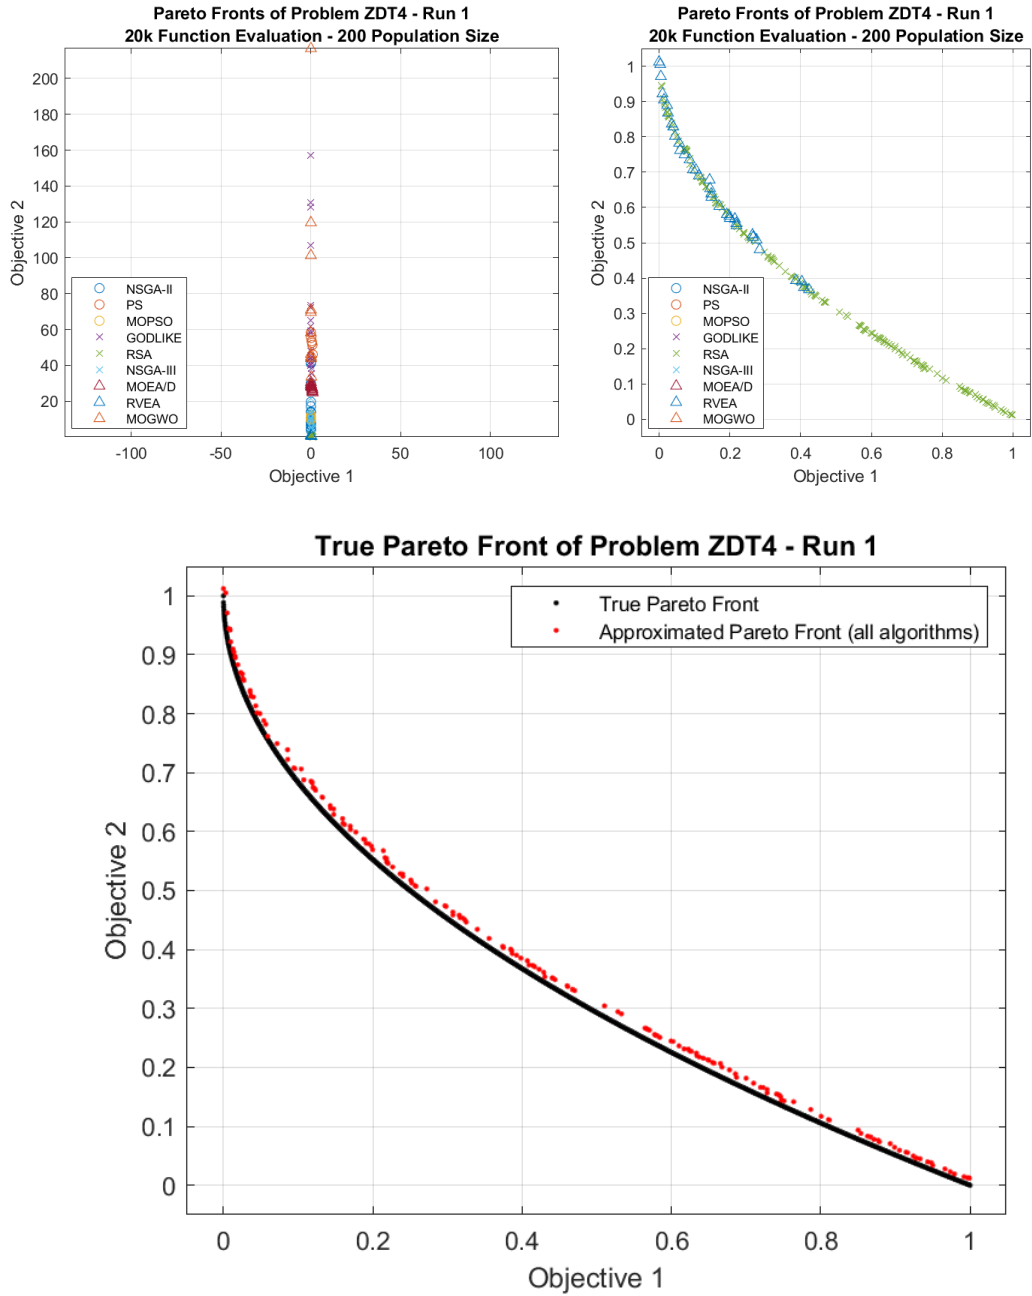 Pareto Fronts of Problem ZDT4 - Run 1
20k Function Evaluation - 200 Population Size
Objective 2
200
180
160
140
120
100
80
60
40
20
NSGA-II
PS
MOPSO
GODLIKE
RSA
NSGA-III
MOEA/D
RVEA
MOGWO
-100
-50
0
50
100
Objective 1
Pareto Fronts of Problem ZDT4 - Run 1
20k Function Evaluation - 200 Population Size
Objective 2
1
0.9
0.8
0.7
0.6
0.5
0.4
0.3
0.2
0.1
0
NSGA-II
PS
MOPSO
GODLIKE
RSA
NSGA-III
MOEA/D
RVEA
MOGWO
0
0.2
0.4
0.6
0.8
1
Objective 1
True Pareto Front of Problem ZDT4 - Run 1
True Pareto Front
Approximated Pareto Front (all algorithms)
Objective 2
1
0.9
0.8
0.7
0.6
0.5
0.4
0.3
0.2
0.1
0
0
0.2
0.4
0.6
0.8
1
Objective 1